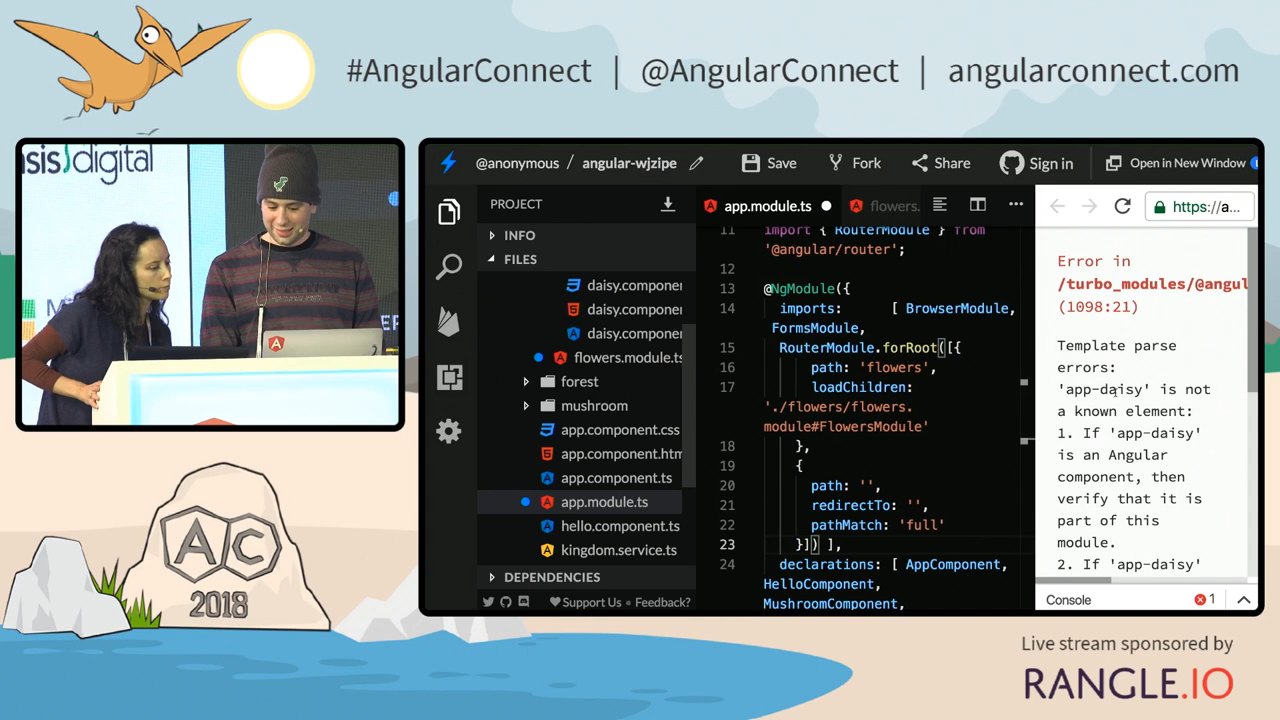 #AngularConnect | @AngularConnect | angularconnect.com
sis digital
@anonymous / angular-wjzipe
Save
Fork
Share
Sign in
Open in New Window
PROJECT
INFO
FILES
daisy.componer
daisy.componer
daisy.componer
flowers.module.ts
forest
mushroom
app.component.css
app.component.htm
app.component.ts
app.module.ts
hello.component.ts
kingdom.service.ts
DEPENDENCIES
Support Us • Feedback?
app.module.ts
flowers.
11 import { RouterModule } from
'@angular/router';
12
13 @NgModule({
14 imports: [ BrowserModule,
FormsModule,
15 RouterModule.forRoot([{
16 path: 'flowers',
17 loadChildren:
'./flowers/flowers.
module#FlowersModule'
18 },
19 {
20 path: '',
21 redirectTo: '',
22 pathMatch: 'full'
23 }]) ],
24 declarations: [ AppComponent,
HelloComponent,
MushroomComponent,
https://a...
Error in
/turbo_modules/@angul
(1098:21)
Template parse
errors:
'app-daisy' is not
a known element:
1. If 'app-daisy'
is an Angular
component, then
verify that it is
part of this
module.
2. If 'app-daisy'
Console
1
AC
2018
Live stream sponsored by
RANGLE.IO